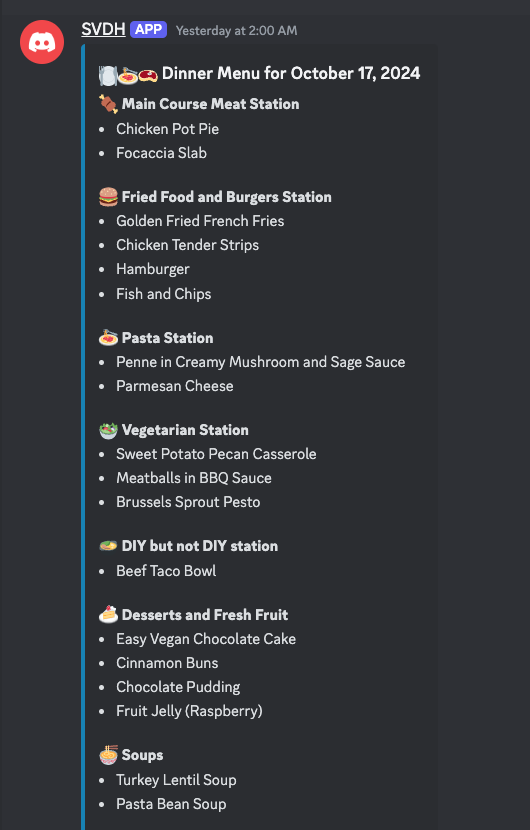 SVDH APP Yesterday at 2:00 AM
🍽️🍝🥩 Dinner Menu for October 17, 2024
🍖 Main Course Meat Station
• Chicken Pot Pie
• Focaccia Slab
🍔 Fried Food and Burgers Station
• Golden Fried French Fries
• Chicken Tender Strips
• Hamburger
• Fish and Chips
🍝 Pasta Station
• Penne in Creamy Mushroom and Sage Sauce
• Parmesan Cheese
🥗 Vegetarian Station
• Sweet Potato Pecan Casserole
• Meatballs in BBQ Sauce
• Brussels Sprout Pesto
🫔 DIY but not DIY station
• Beef Taco Bowl
🍰 Desserts and Fresh Fruit
• Easy Vegan Chocolate Cake
• Cinnamon Buns
• Chocolate Pudding
• Fruit Jelly (Raspberry)
🍜 Soups
• Turkey Lentil Soup
• Pasta Bean Soup